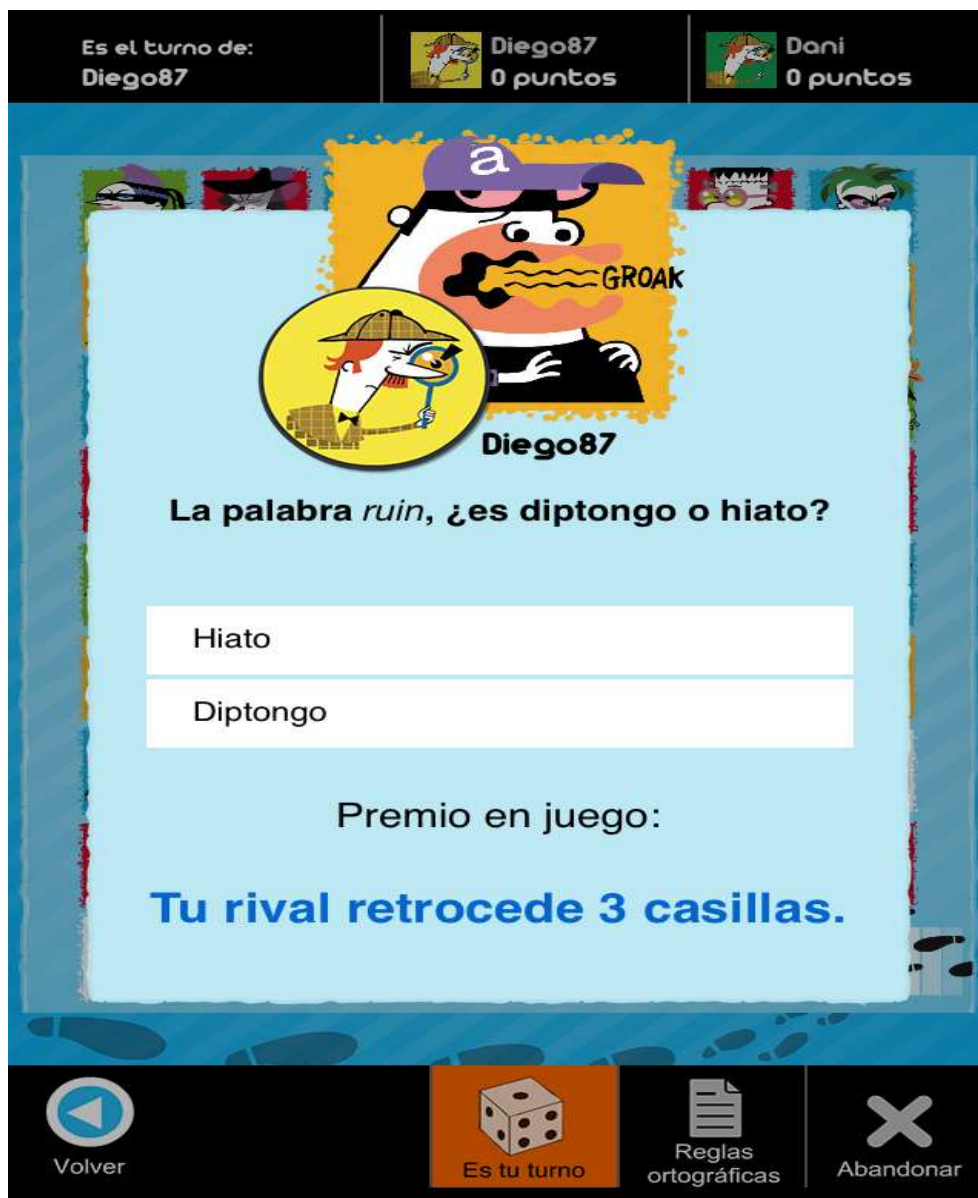 Es el turno de:
Diego87
Diego87
0 puntos
Dani
0 puntos
a
GROAK
Diego87
La palabra ruin, ¿es diptongo o hiato?
Hiato
Diptongo
Premio en juego:
Tu rival retrocede 3 casillas.
Volver
Es tu turno
Reglas
ortográficas
Abandonar